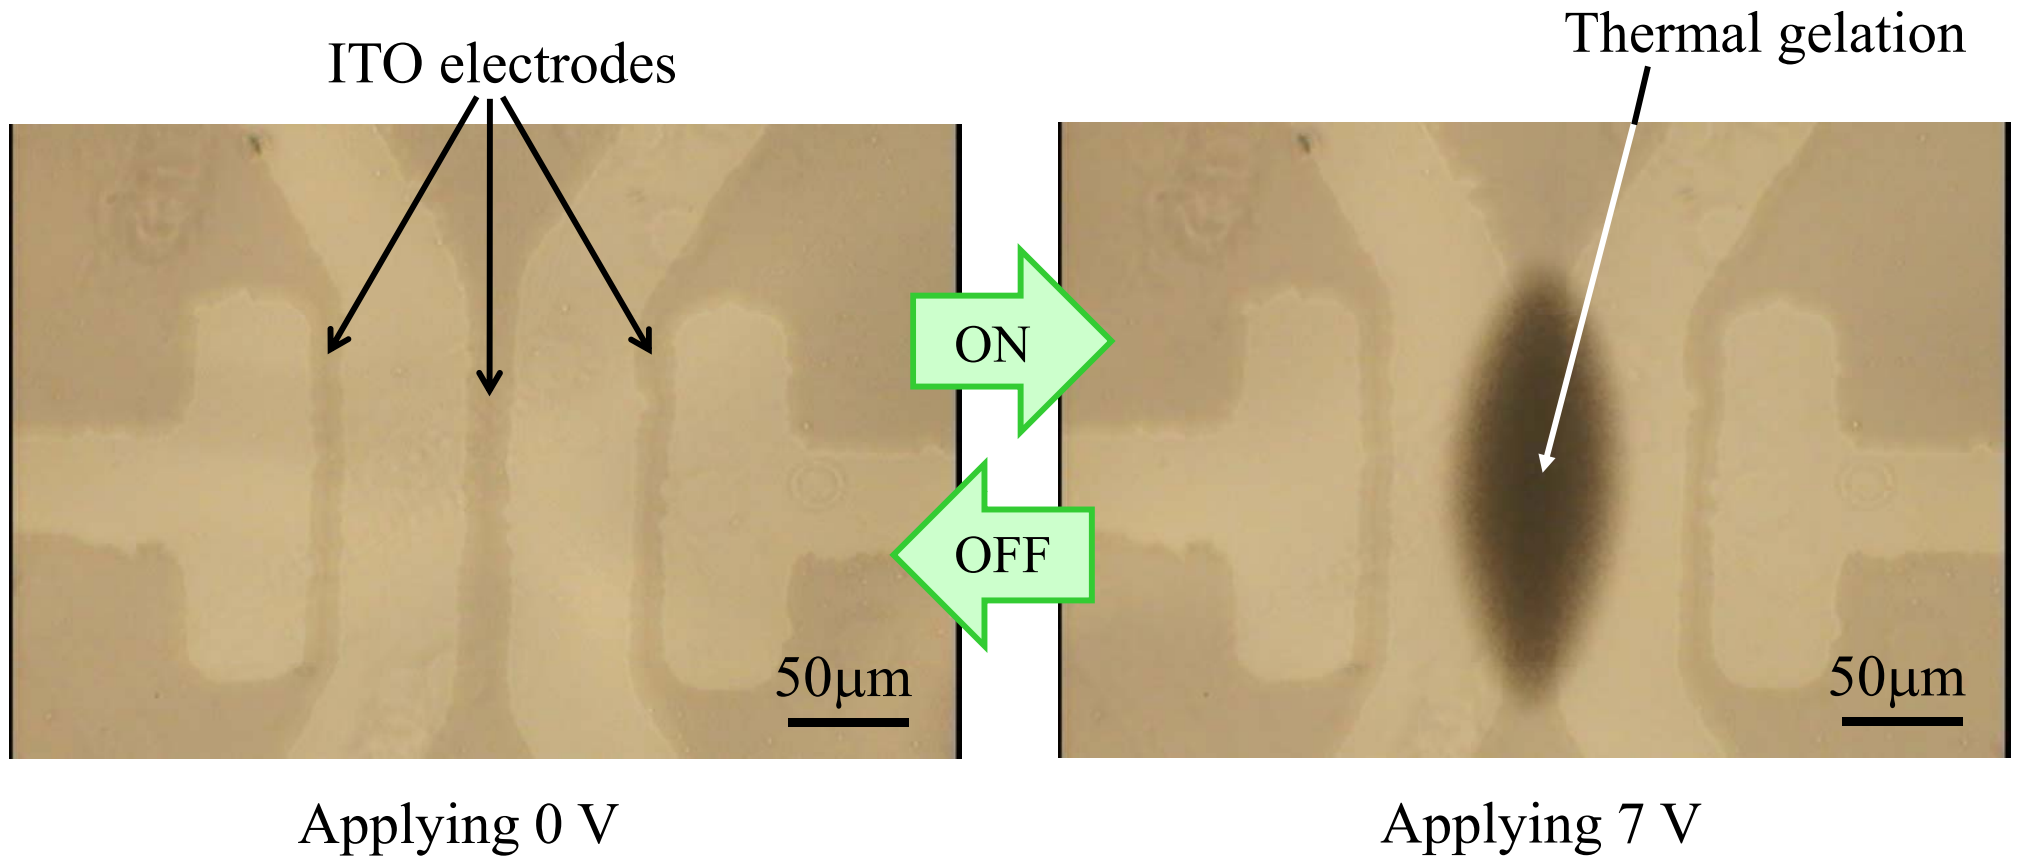 ITO electrodes
Thermal gelation
ON
OFF
50μm
50μm
Applying 0 V
Applying 7 V